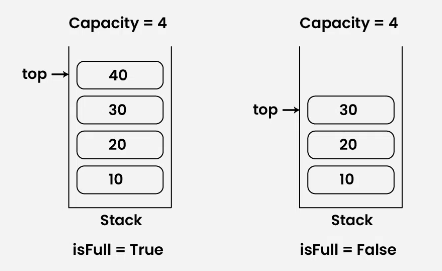 Capacity = 4
top
40
30
20
10
Stack
isFull = True
Capacity = 4
top
30
20
10
Stack
isFull = False